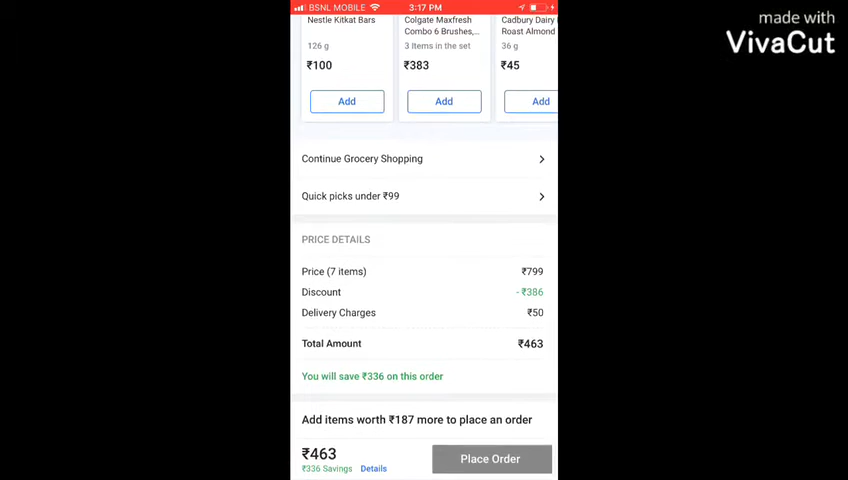 BSNL MOBILE 3:17 PM
made with
VivaCut
Nestle Kitkat Bars
126 g
₹100
Add
Colgate Maxfresh
Combo 6 Brushes,...
3 Items in the set
₹383
Add
Cadbury Dairy
Roast Almond
36 g
₹45
Add
Continue Grocery Shopping
Quick picks under ₹99
PRICE DETAILS
Price (7 items) ₹799
Discount - ₹386
Delivery Charges ₹50
Total Amount ₹463
You will save ₹336 on this order
Add items worth ₹187 more to place an order
₹463
₹336 Savings Details
Place Order